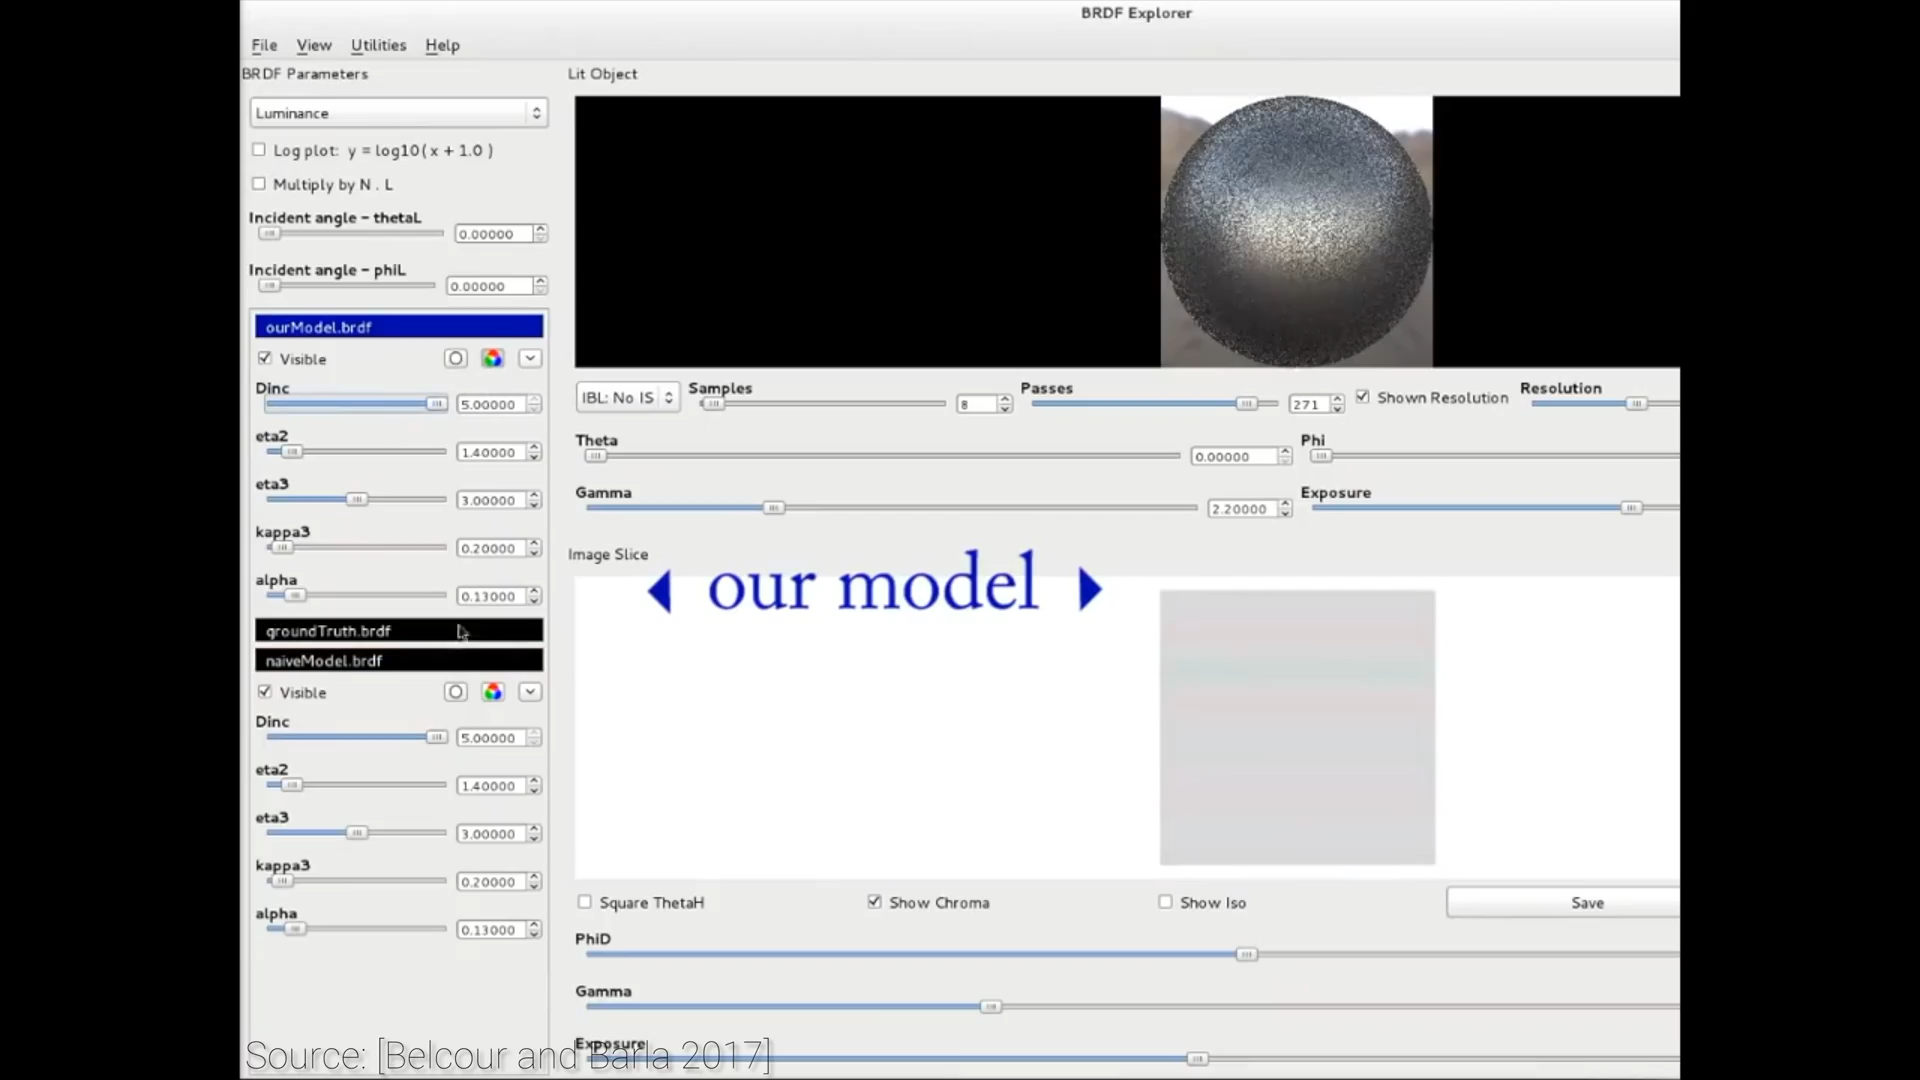 BRDF Explorer
File View Utilities Help
BRDF Parameters
Luminance
Log plot: y = log10( x + 1.0 )
Multiply by N . L
Incident angle - thetaL
0.00000
Incident angle - phiL
0.00000
ourModel.brdf
Visible
Dinc
5.00000
eta2
1.40000
eta3
3.00000
kappa3
0.20000
alpha
0.13000
groundTruth.brdf
naiveModel.brdf
Visible
Dinc
5.00000
eta2
1.40000
eta3
3.00000
kappa3
0.20000
alpha
0.13000
Lit Object
IBL: No IS
Samples
8
Passes
271
Shown Resolution
Resolution
Theta
0.00000
Phi
Gamma
2.20000
Exposure
Image Slice
our model
Square ThetaH
Show Chroma
Show Iso
Save
PhiD
Gamma
Exposure
Source: [Belcour and Barla 2017]